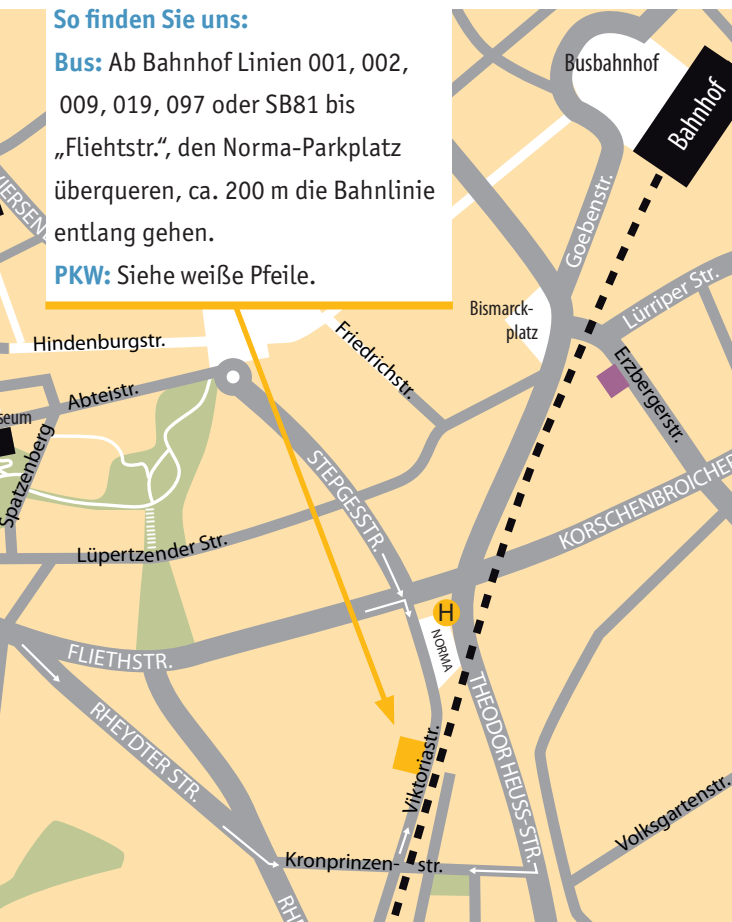 So finden Sie uns:
Bus: Ab Bahnhof Linien 001, 002,
009, 019, 097 oder SB81 bis
„Fliehtstr.“, den Norma-Parkplatz
überqueren, ca. 200 m die Bahnlinie
entlang gehen.
PKW: Siehe weiße Pfeile.
Busbahnhof
Bahnhof
Goebenstr.
Bismarck-
platz
Lürriper Str.
Erzbergerstr.
Hindenburgstr.
Friedrichstr.
Abteistr.
Spatzenberg
STEPGESSTR.
KORSCHENBROICHER
Lüpertzender Str.
H
NORMA
FLIETHSTR.
THEODOR HEUSS-STR.
RHEYDTER STR.
Viktoriastr.
Volksgartenstr.
Kronprinzen- str.